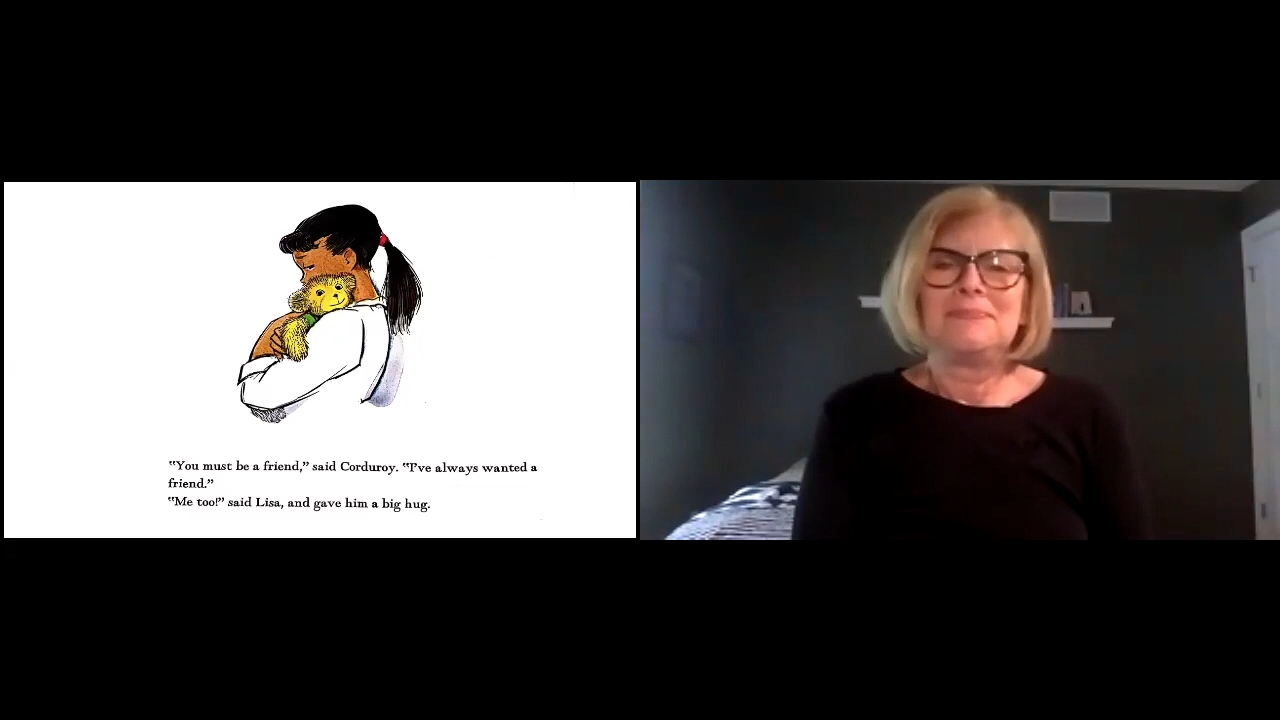 “You must be a friend,” said Corduroy. “I’ve always wanted a
friend.”
“Me too!” said Lisa, and gave him a big hug.